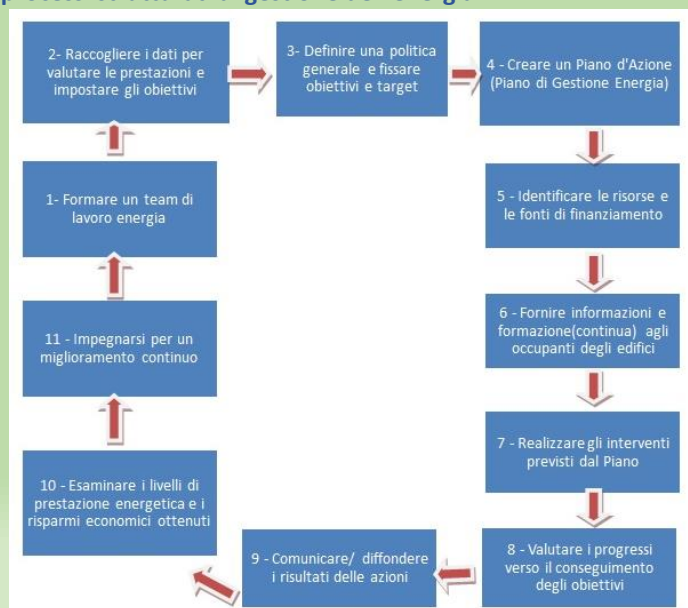 1- Formare un team di
lavoro energia
2- Raccogliere i dati per
valutare le prestazioni e
impostare gli obiettivi
3- Definire una politica
generale e fissare
obiettivi e target
4 - Creare un Piano d'Azione
(Piano di Gestione Energia)
5 - Identificare le risorse e
le fonti di finanziamento
6 - Fornire informazioni e
formazione(continua) agli
occupanti degli edifici
7 - Realizzare gli interventi
previsti dal Piano
8 - Valutare i progressi
verso il conseguimento
degli obiettivi
9 - Comunicare/ diffondere
i risultati delle azioni
10 - Esaminare i livelli di
prestazione energetica e i
risparmi economici ottenuti
11 - Impegnarsi per un
miglioramento continuo